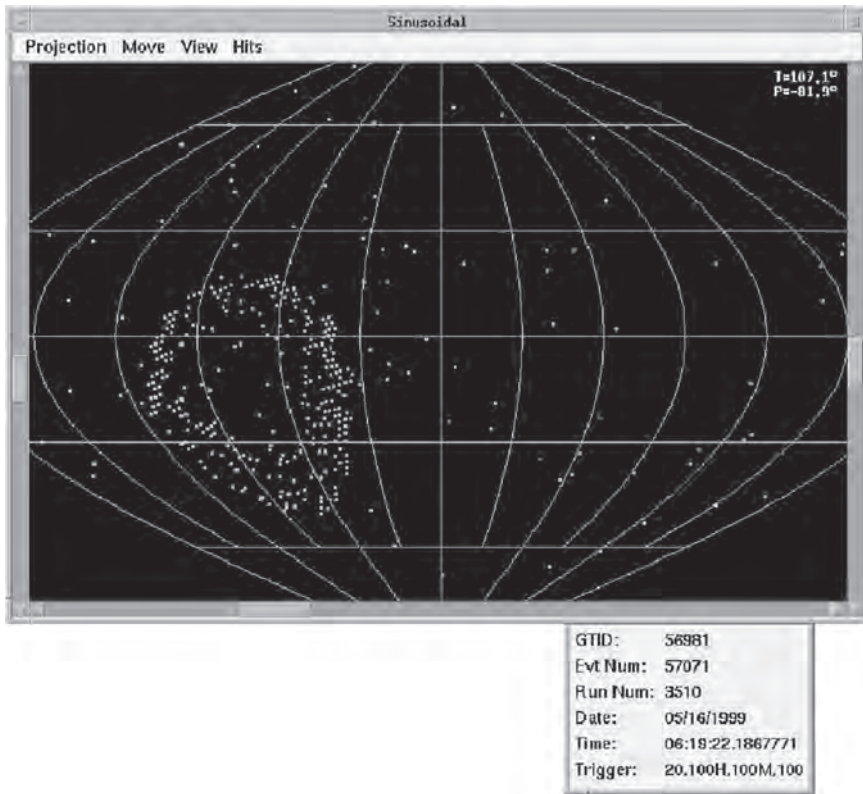 Sinusoidal
Projection Move View Hits
T=107.1°
P=-81.9°
GTID: 56981
Evt Num: 57071
Run Num: 3510
Date: 05/16/1999
Time: 06:19:22.1867771
Trigger: 20,100H,100M,100